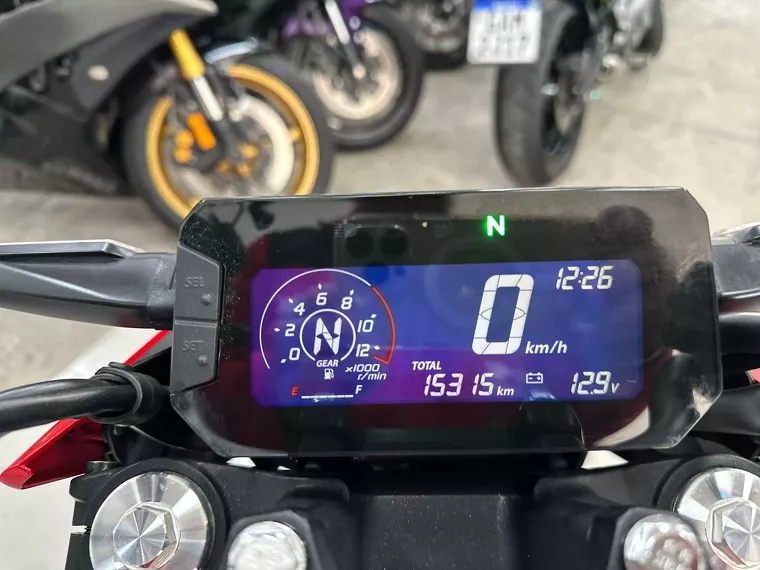 N
SEL
SET
12:26
0 km/h
0 2 4 6 8 10 12
N
GEAR
x1000
r/min
E F
TOTAL
15315 km
12.9 v